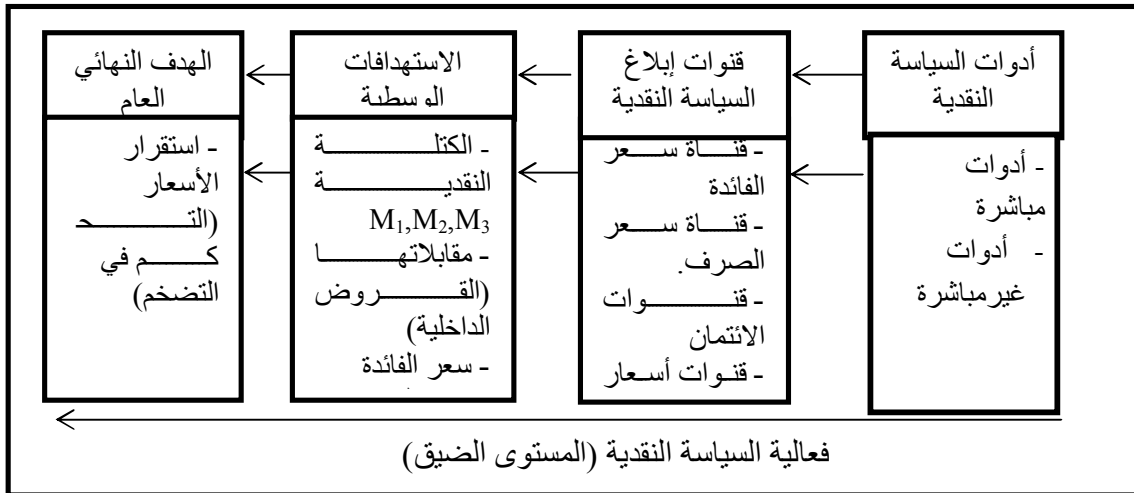 أدوات السياسة
النقدية
- أدوات
مباشرة
- أدوات
غيرمباشرة
قنوات إبلاغ
السياسة النقدية
- قناة سعر
الفائدة
- قناة سعر
الصرف.
- قنوات
الائتمان
- قنوات أسعار
الاستهدافات
الوسطية
- الكتلة
النقدية
M₁,M₂,M₃
- مقابلاتها
(القروض
الداخلية)
- سعر الفائدة
الهدف النهائي
العام
- استقرار
الأسعار
(التح
كم في
التضخم)
فعالية السياسة النقدية (المستوى الضيق)